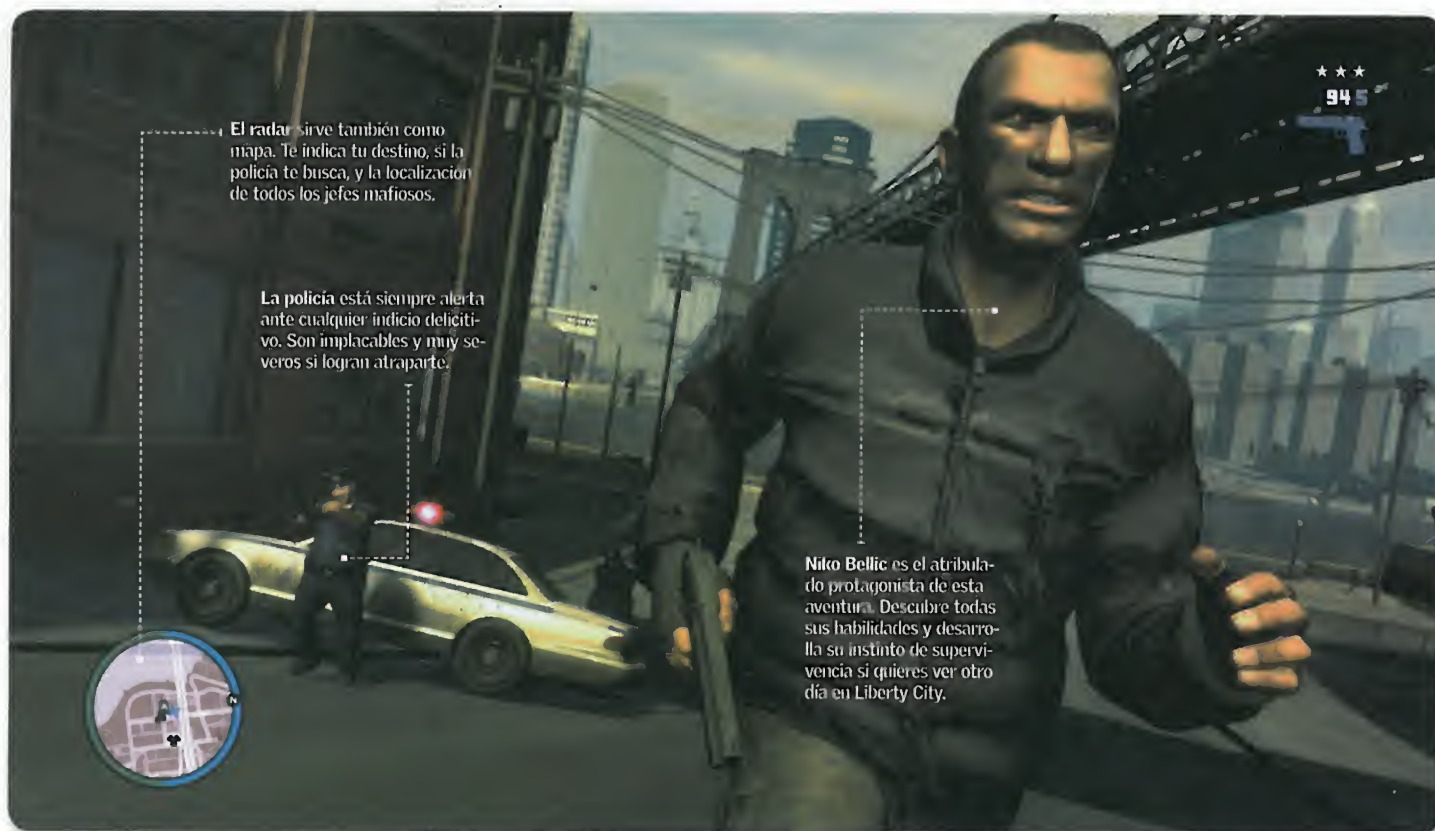 El radar sirve también como
mapa. Te indica tu destino, si la
policía te busca, y la localización
de todos los jefes mafiosos.
La policía está siempre alerta
ante cualquier indicio deliciti-
vo. Son implacables y muy se-
veros si logran atraparte.
Niko Bellic es el atribula-
do protagonista de esta
aventura. Descubre todas
sus habilidades y desarro-
lla su instinto de supervi-
vencia si quieres ver otro
día en Liberty City.
94 5
N